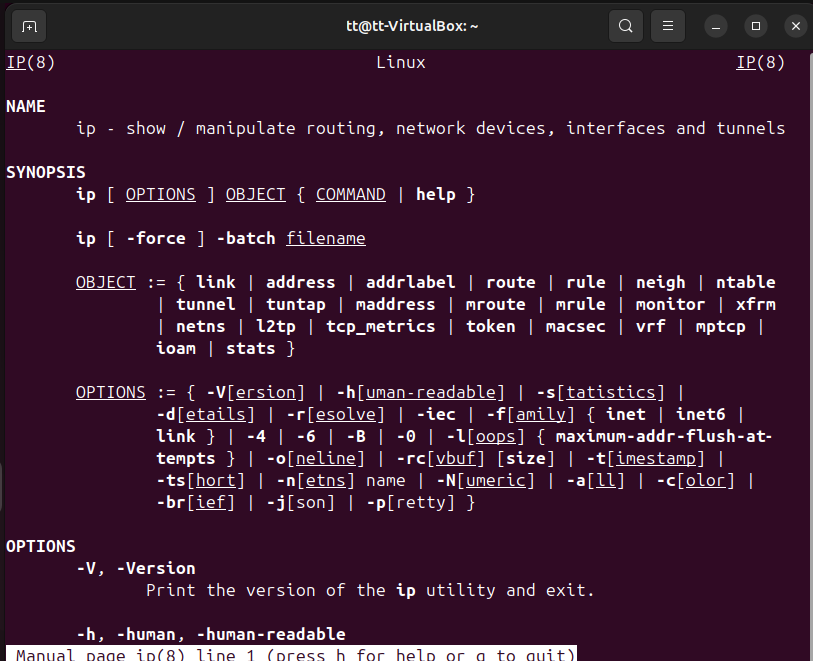 tt@tt-VirtualBox: ~
IP(8) Linux IP(8)
NAME
ip - show / manipulate routing, network devices, interfaces and tunnels
SYNOPSIS
ip [ OPTIONS ] OBJECT { COMMAND | help }
ip [ -force ] -batch filename
OBJECT := { link | address | addrlabel | route | rule | neigh | ntable
| tunnel | tuntap | maddress | mroute | mrule | monitor | xfrm
| netns | l2tp | tcp_metrics | token | macsec | vrf | mptcp |
ioam | stats }
OPTIONS := { -V[ersion] | -h[uman-readable] | -s[tatistics] |
-d[etails] | -r[esolve] | -iec | -f[amily] { inet | inet6 |
link } | -4 | -6 | -B | -0 | -l[oops] { maximum-addr-flush-at-
tempts } | -o[neline] | -rc[vbuf] [size] | -t[imestamp] |
-ts[hort] | -n[etns] name | -N[umeric] | -a[ll] | -c[olor] |
-br[ief] | -j[son] | -p[retty] }
OPTIONS
-V, -Version
Print the version of the ip utility and exit.
-h, -human, -human-readable
Manual page ip(8) line 1 (press h for help or q to quit)